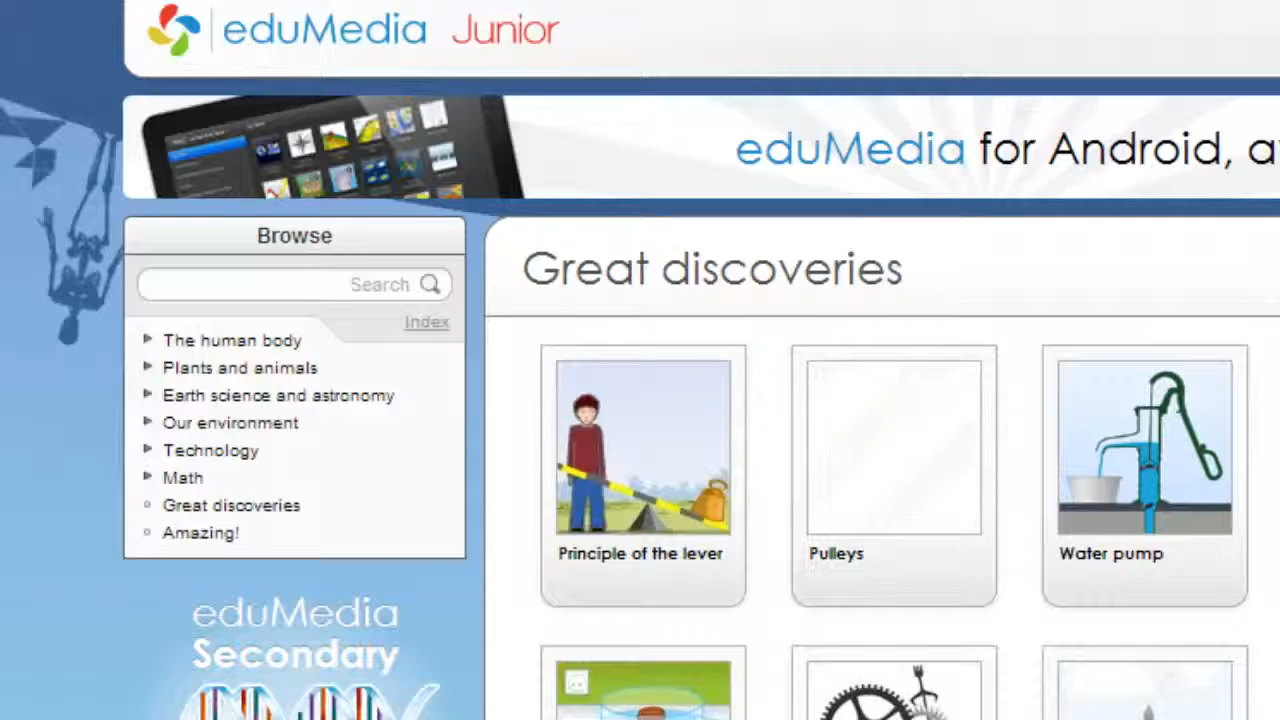 eduMedia Junior
eduMedia for Android,
Browse
Search
Index
The human body
Plants and animals
Earth science and astronomy
Our environment
Technology
Math
Great discoveries
Amazing!
eduMedia
Secondary
Great discoveries
Principle of the lever
Pulleys
Water pump